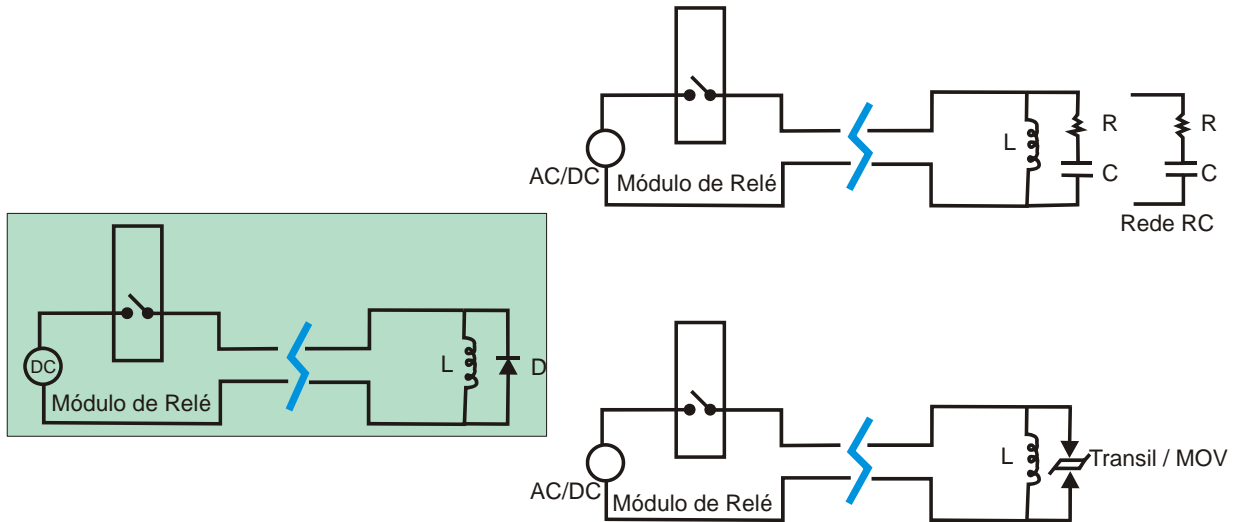 L
R
R
C
C
AC/DC
Módulo de Relé
Rede RC
DC
L
D
Módulo de Relé
L
Transil / MOV
AC/DC
Módulo de Relé